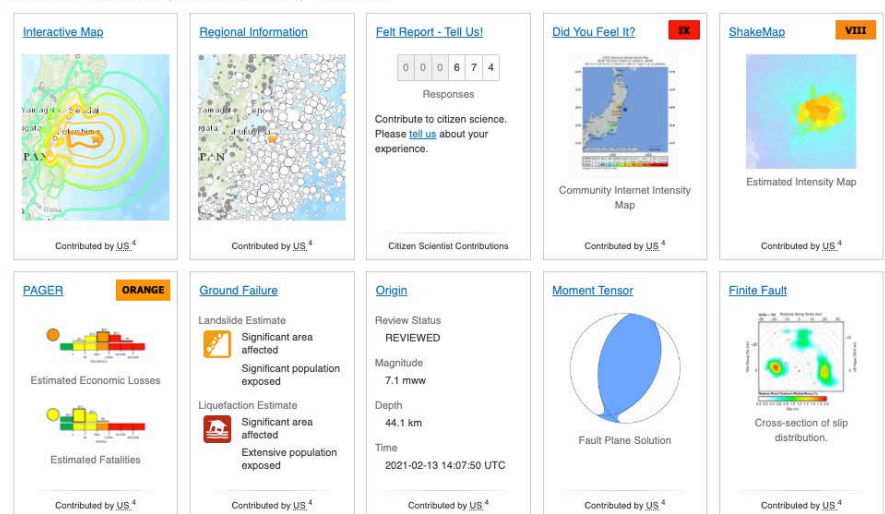 Interactive Map
Contributed by US 4
Regional Information
Contributed by US 4
Felt Report - Tell Us!
0 0 0 6 7 4
Responses
Contribute to citizen science.
Please tell us about your
experience.
Citizen Scientist Contributions
Did You Feel It?
IX
Community Internet Intensity
Map
Contributed by US 4
ShakeMap
VIII
Estimated Intensity Map
Contributed by US 4
PAGER
ORANGE
Estimated Economic Losses
Estimated Fatalities
Contributed by US 4
Ground Failure
Landslide Estimate
Significant area
affected
Significant population
exposed
Liquefaction Estimate
Significant area
affected
Extensive population
exposed
Contributed by US 4
Origin
Review Status
REVIEWED
Magnitude
7.1 mww
Depth
44.1 km
Time
2021-02-13 14:07:50 UTC
Contributed by US 4
Moment Tensor
Fault Plane Solution
Contributed by US 4
Finite Fault
Cross-section of slip
distribution.
Contributed by US 4